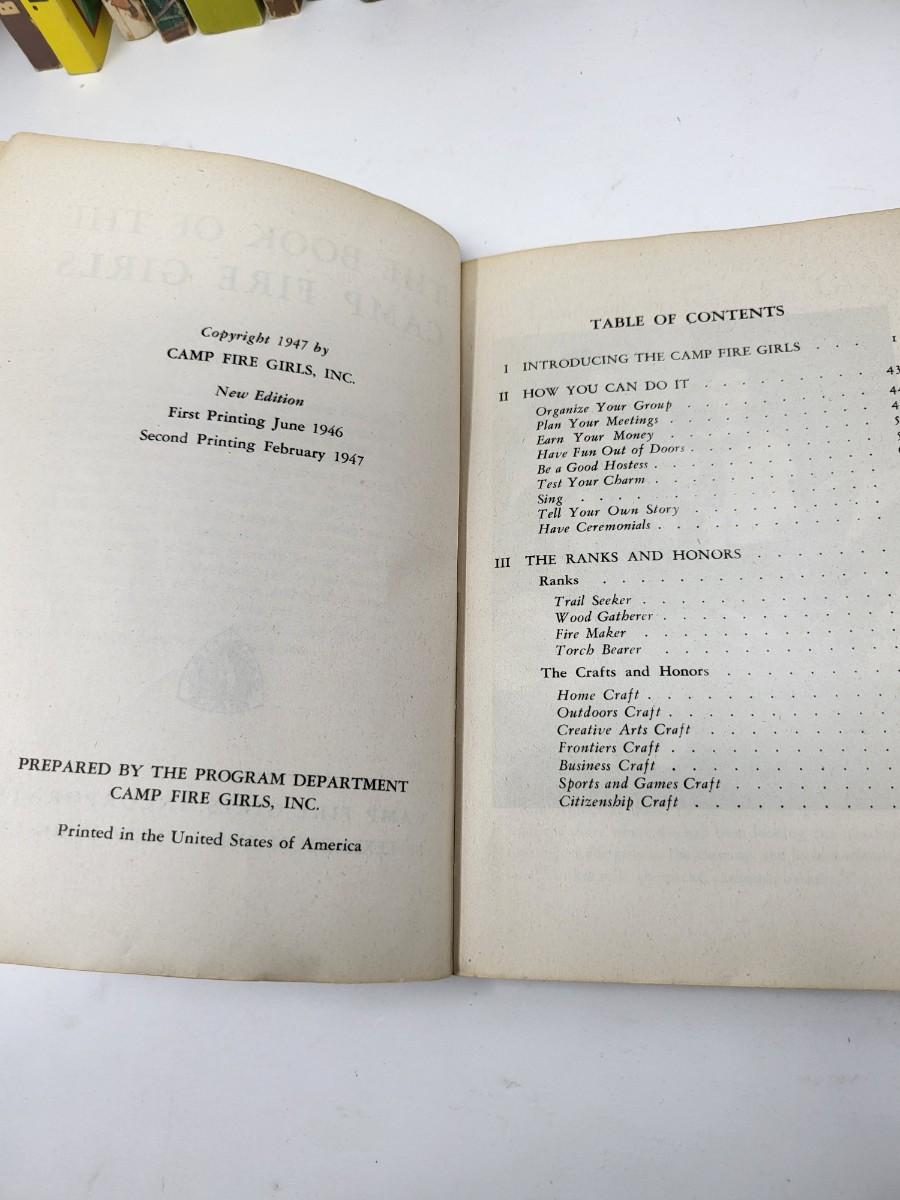 Copyright 1947 by
CAMP FIRE GIRLS, INC.
New Edition
First Printing June 1946
Second Printing February 1947
PREPARED BY THE PROGRAM DEPARTMENT
CAMP FIRE GIRLS, INC.
Printed in the United States of America
TABLE OF CONTENTS
I INTRODUCING THE CAMP FIRE GIRLS . . . 1
II HOW YOU CAN DO IT . . . . . . . . . 43
Organize Your Group . . . . . . . . . 44
Plan Your Meetings . . . . . . . . .
Earn Your Money . . . . . . . . .
Have Fun Out of Doors . . . . . . . . .
Be a Good Hostess . . . . . . . . .
Test Your Charm . . . . . . . . .
Sing . . . . . . . . .
Tell Your Own Story . . . . . . . . .
Have Ceremonials . . . . . . . . .
III THE RANKS AND HONORS . . . . . . .
Ranks . . . . . . . . . . . .
Trail Seeker . . . . . . . . . . .
Wood Gatherer . . . . . . . . . .
Fire Maker . . . . . . . . . . .
Torch Bearer . . . . . . . . . .
The Crafts and Honors . . . . . . . .
Home Craft . . . . . . . . . . .
Outdoors Craft . . . . . . . . . .
Creative Arts Craft . . . . . . . .
Frontiers Craft . . . . . . . . . .
Business Craft . . . . . . . . . .
Sports and Games Craft . . . . . . .
Citizenship Craft . . . . . . . . .